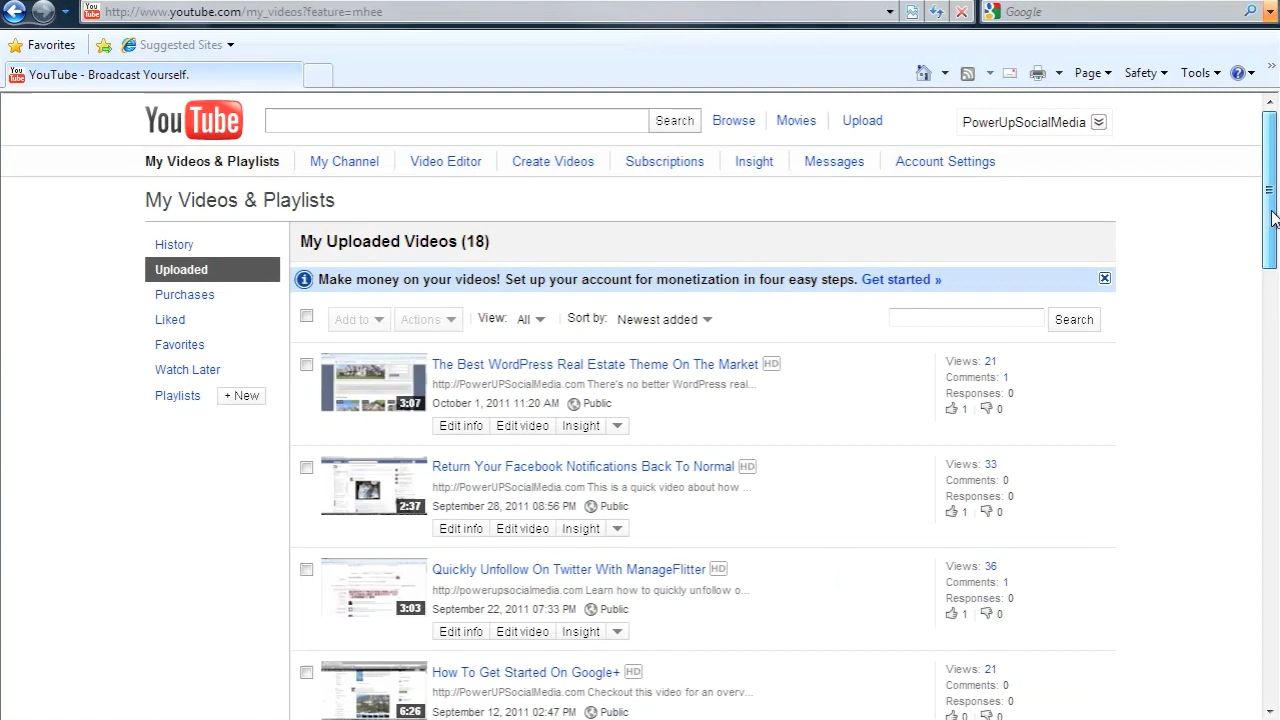 http://www.youtube.com/my_videos?feature=mhee
Google
Favorites
Suggested Sites
YouTube - Broadcast Yourself.
Page
Safety
Tools
YouTube
Search
Browse
Movies
Upload
PowerUpSocialMedia
My Videos & Playlists
My Channel
Video Editor
Create Videos
Subscriptions
Insight
Messages
Account Settings
My Videos & Playlists
History
Uploaded
Purchases
Liked
Favorites
Watch Later
Playlists
+ New
My Uploaded Videos (18)
Make money on your videos! Set up your account for monetization in four easy steps. Get started »
Add to
Actions
View: All
Sort by: Newest added
Search
3:07
The Best WordPress Real Estate Theme On The Market HD
http://PowerUPSocialMedia.com There's no better WordPress real...
October 1, 2011 11:20 AM Public
Edit info Edit video Insight
Views: 21
Comments: 1
Responses: 0
1 0
2:37
Return Your Facebook Notifications Back To Normal HD
http://PowerUPSocialMedia.com This is a quick video about how ...
September 28, 2011 08:56 PM Public
Edit info Edit video Insight
Views: 33
Comments: 0
Responses: 0
1 0
3:03
Quickly Unfollow On Twitter With ManageFlitter HD
http://powerupsocialmedia.com Learn how to quickly unfollow o...
September 22, 2011 07:33 PM Public
Edit info Edit video Insight
Views: 36
Comments: 1
Responses: 0
1 0
6:26
How To Get Started On Google+ HD
http://PowerUPSocialMedia.com Checkout this video for an overv...
September 12, 2011 02:47 PM Public
Views: 21
Comments: 0
Responses: 0
0 0